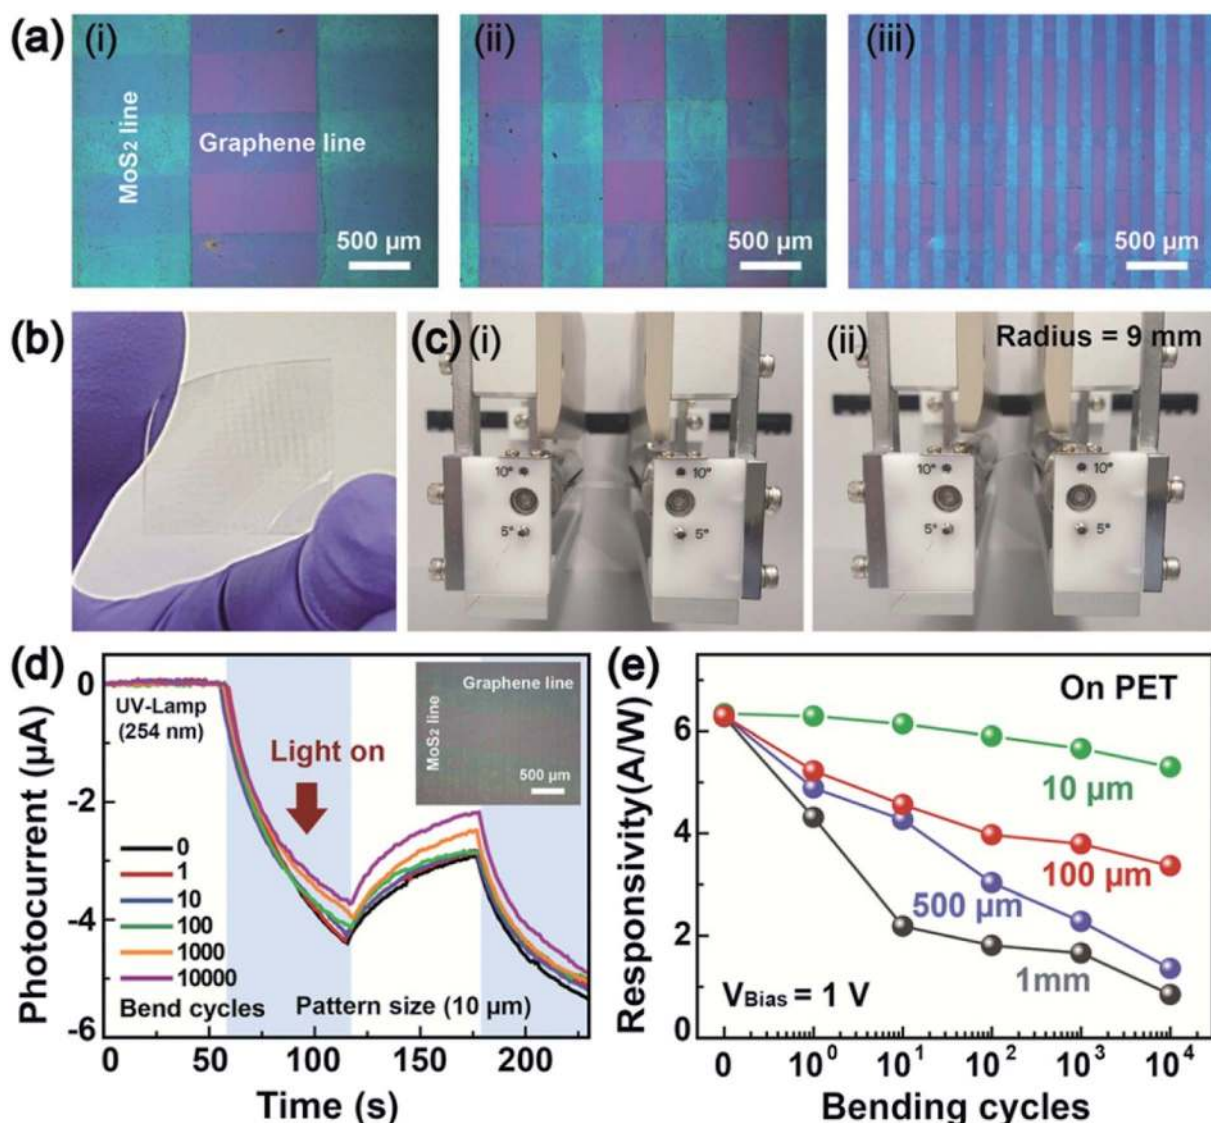 (a)
(i)
MoS₂ line
Graphene line
500 μm
(ii)
500 μm
(iii)
500 μm
(b)
(c)
(i)
10°
10°
5°
5°
(ii)
Radius = 9 mm
10°
10°
5°
5°
(d)
Photocurrent (μA)
0
-2
-4
-6
UV-Lamp
(254 nm)
Light on
Graphene line
MoS₂ line
500 μm
0
1
10
100
1000
10000
Bend cycles
Pattern size (10 μm)
0
50
100
150
200
Time (s)
(e)
Responsivity(A/W)
6
4
2
0
On PET
10 μm
100 μm
500 μm
1mm
VBias = 1 V
0
10⁰
10¹
10²
10³
10⁴
Bending cycles